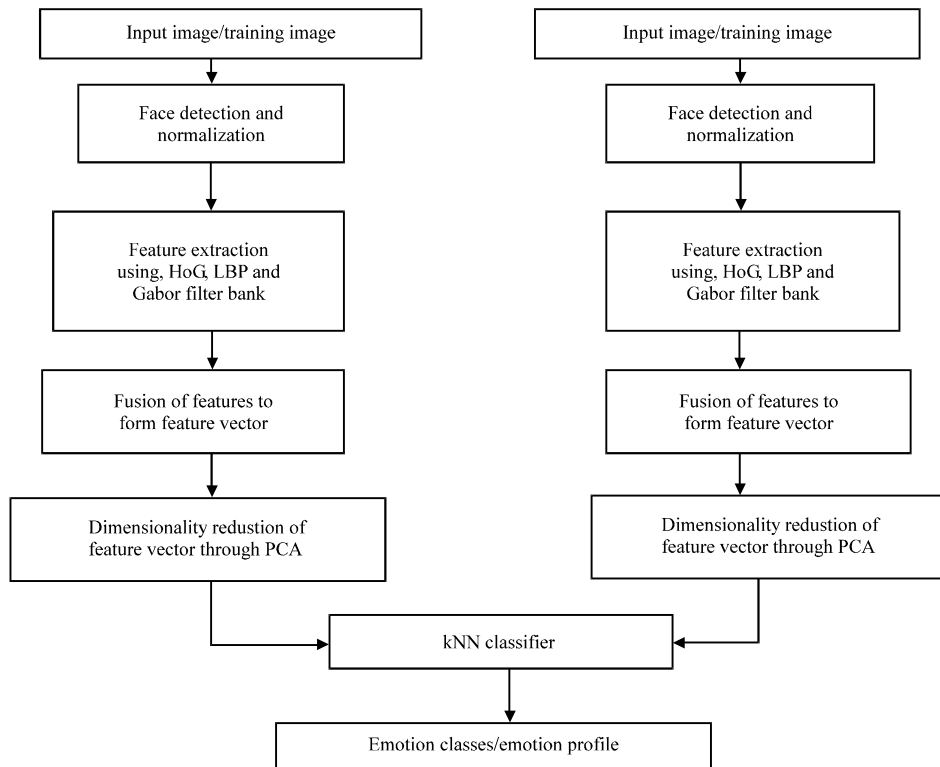 Input image/training image
Face detection and
normalization
Feature extraction
using, HoG, LBP and
Gabor filter bank
Fusion of features to
form feature vector
Dimensionality redustion of
feature vector through PCA
Input image/training image
Face detection and
normalization
Feature extraction
using, HoG, LBP and
Gabor filter bank
Fusion of features to
form feature vector
Dimensionality redustion of
feature vector through PCA
kNN classifier
Emotion classes/emotion profile